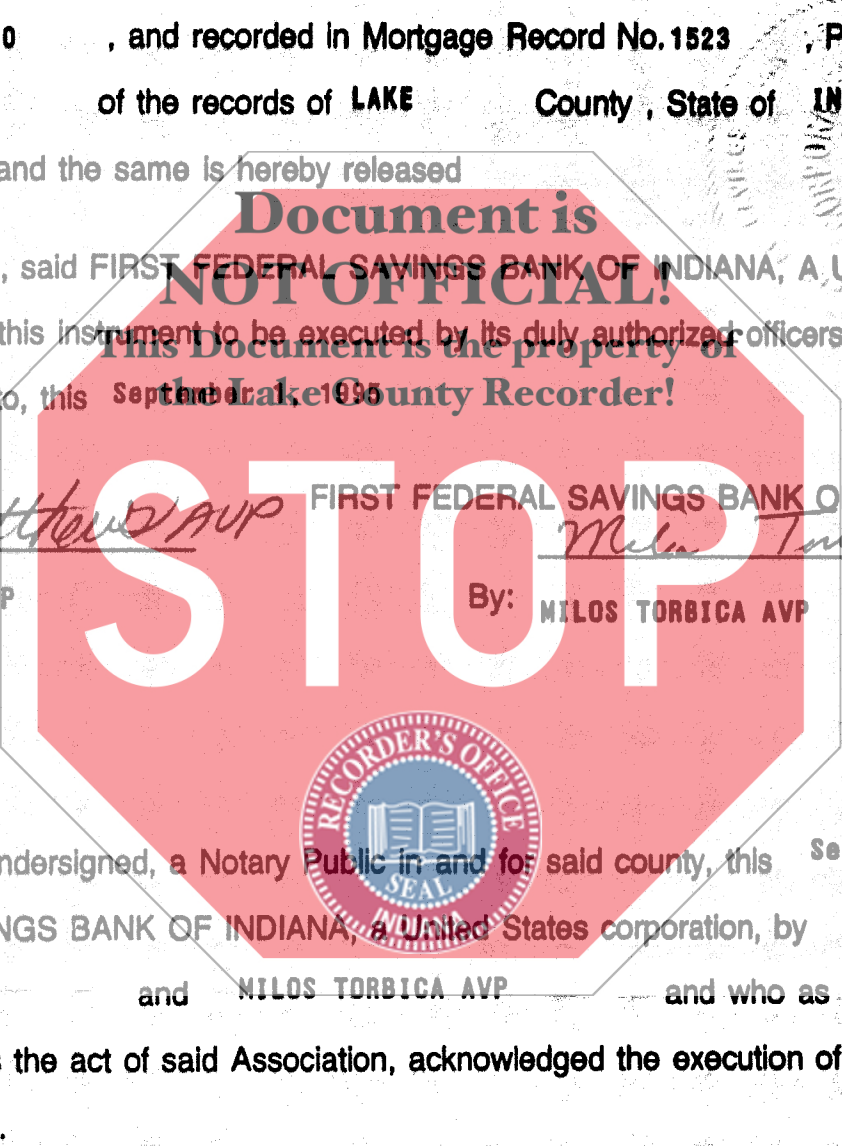 0 , and recorded in Mortgage Record No. 1523 , P
of the records of LAKE County , State of IN
and the same is hereby released
Document is
, said FIRST FEDERAL SAVINGS BANK OF INDIANA, A U
NOT OFFICIAL!
this instrument to be executed by its duly authorized officers
This Document is the property of
to, this September 1, 1995
the Lake County Recorder!
STOP
thews AVP FIRST FEDERAL SAVINGS BANK O
Milos Tor
P By: MILOS TORBICA AVP
RECORDER'S OFFICE
SEAL
INDIANA
ndersigned, a Notary Public in and for said county, this Se
NGS BANK OF INDIANA, a United States corporation, by
and MILOS TORBICA AVP and who as
s the act of said Association, acknowledged the execution of
.